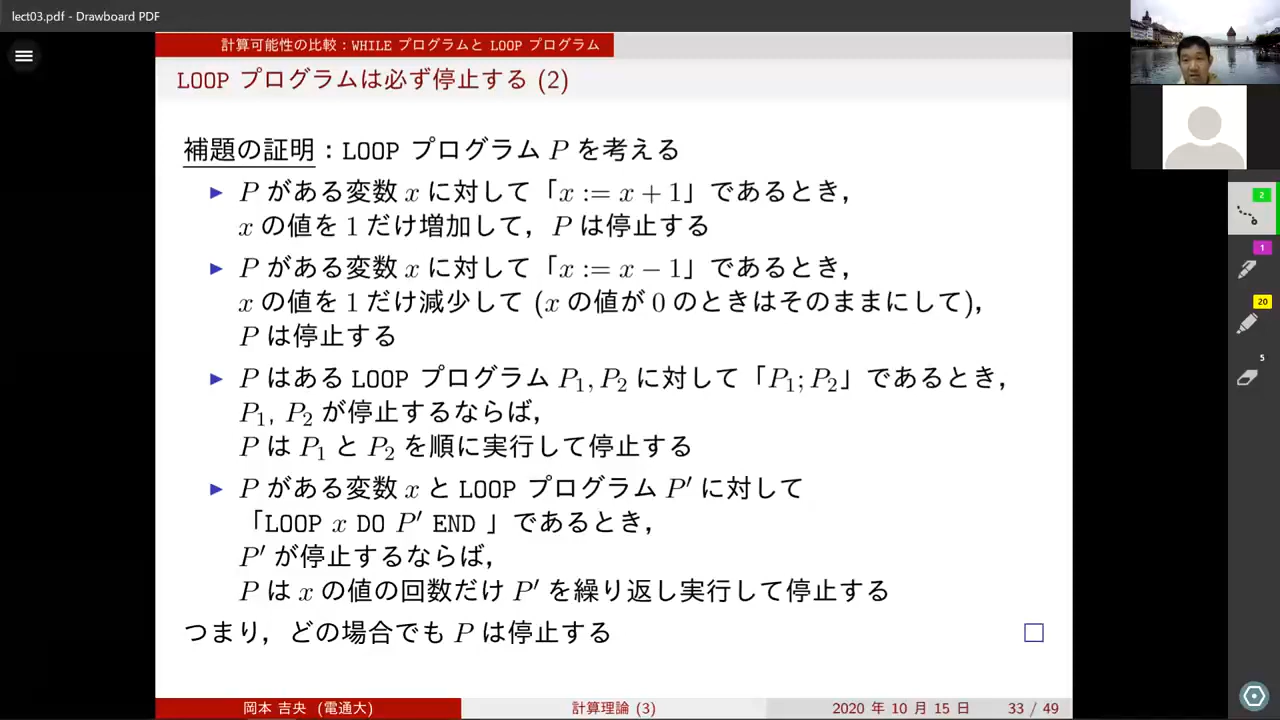 lect03.pdf - Drawboard PDF
計算可能性の比較：WHILE プログラムと LOOP プログラム
LOOP プログラムは必ず停止する (2)
補題の証明：LOOP プログラム P を考える
▶ P がある変数 x に対して「x := x + 1」であるとき，
x の値を 1 だけ増加して，P は停止する
▶ P がある変数 x に対して「x := x − 1」であるとき，
x の値を 1 だけ減少して (x の値が 0 のときはそのままにして)，
P は停止する
▶ P はある LOOP プログラム P₁, P₂ に対して「P₁; P₂」であるとき，
P₁, P₂ が停止するならば，
P は P₁ と P₂ を順に実行して停止する
▶ P がある変数 x と LOOP プログラム P′ に対して
「LOOP x DO P′ END 」であるとき，
P′ が停止するならば，
P は x の値の回数だけ P′ を繰り返し実行して停止する
つまり，どの場合でも P は停止する □
岡本 吉央 (電通大) 計算理論 (3) 2020 年 10 月 15 日 33 / 49
2
1
20
5